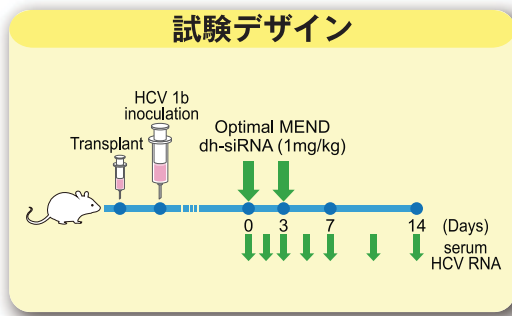 試験デザイン
HCV 1b
inoculation
Transplant
Optimal MEND
dh-siRNA (1mg/kg)
0 3 7 14 (Days)
serum
HCV RNA